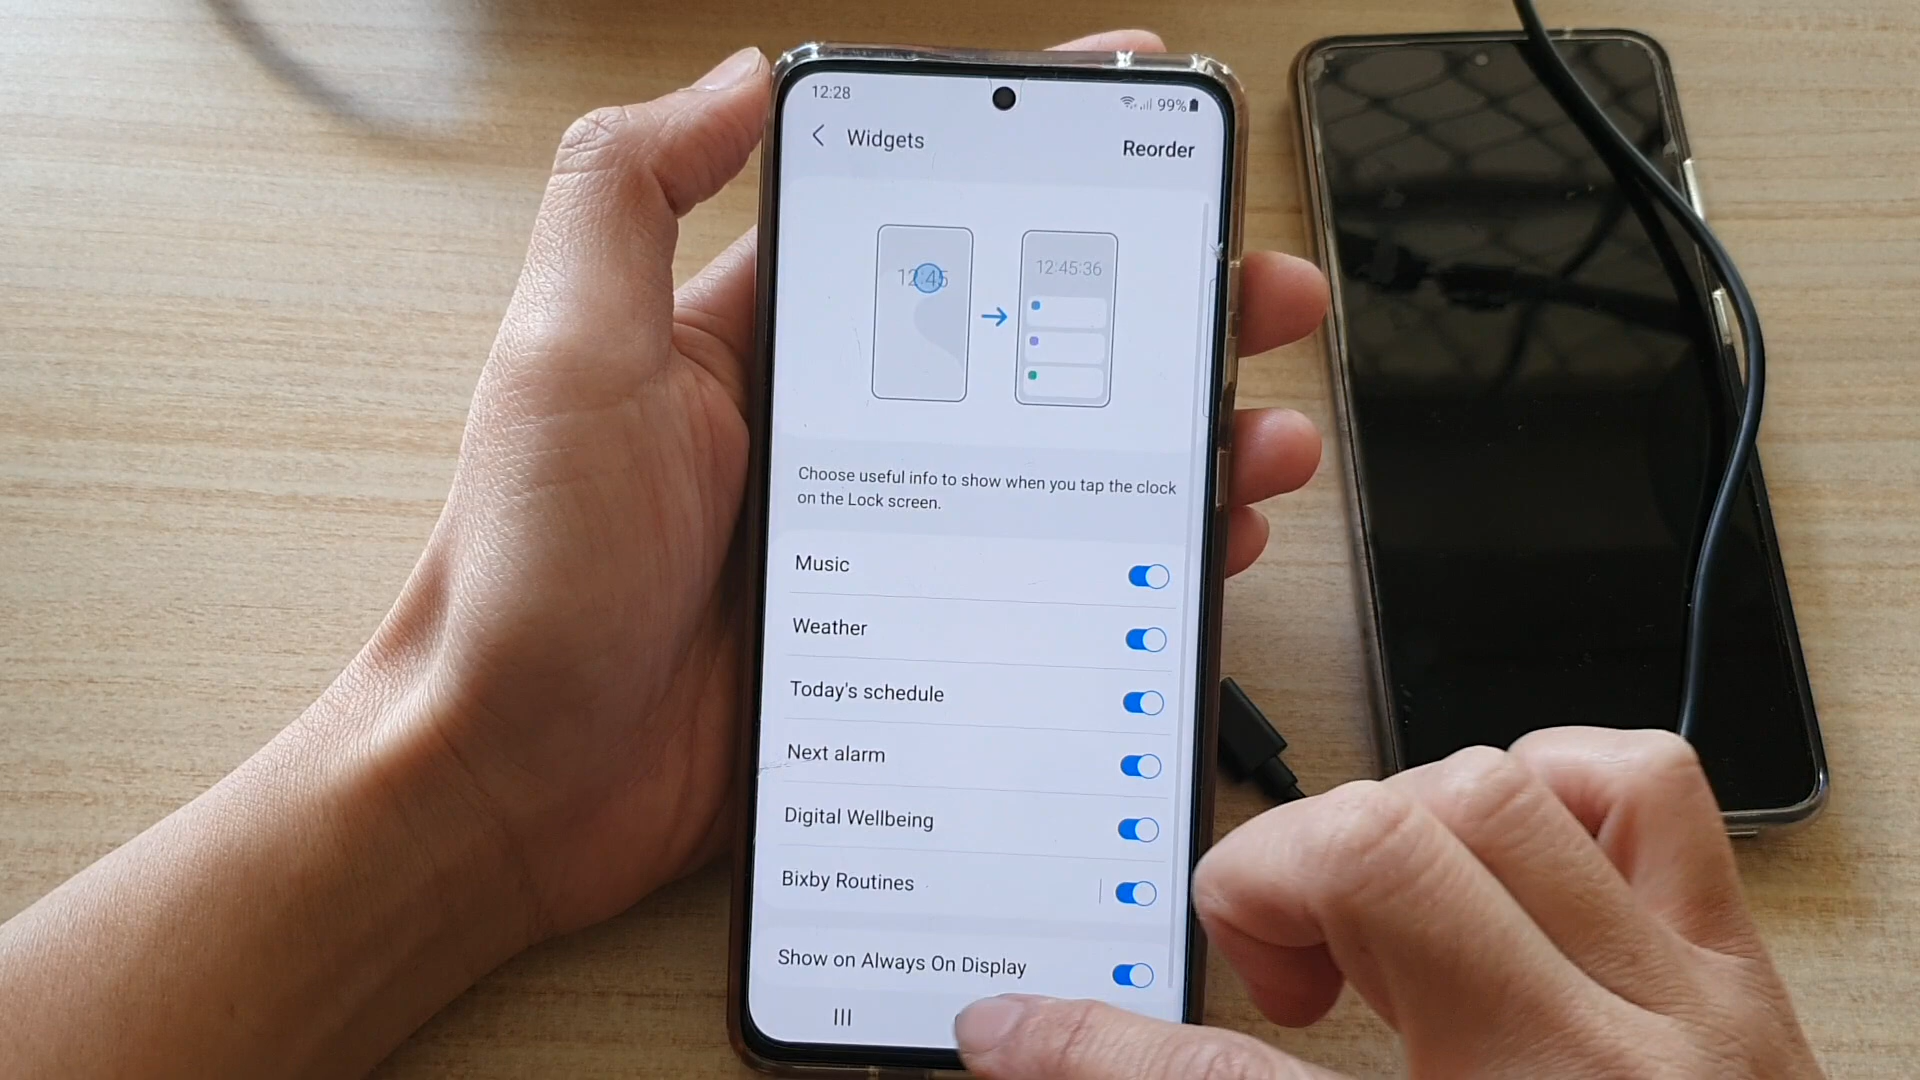 12:28
99%
Widgets
Reorder
12:45
12:45:36
Choose useful info to show when you tap the clock
on the Lock screen.
Music
Weather
Today's schedule
Next alarm
Digital Wellbeing
Bixby Routines
Show on Always On Display